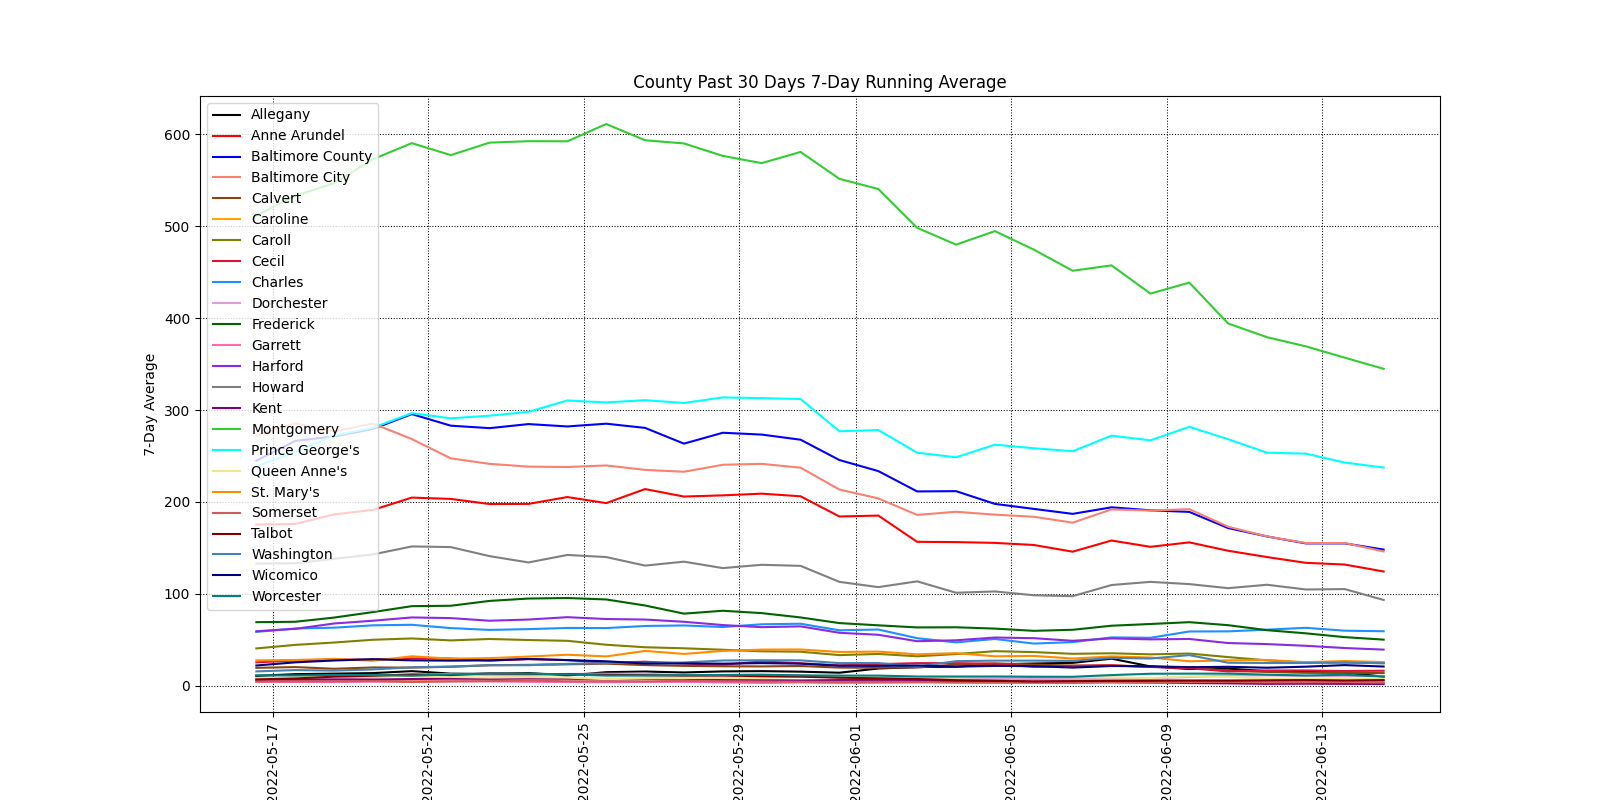 County Past 30 Days 7-Day Running Average
7-Day Average
600
500
400
300
200
100
0
Allegany
Anne Arundel
Baltimore County
Baltimore City
Calvert
Caroline
Caroll
Cecil
Charles
Dorchester
Frederick
Garrett
Harford
Howard
Kent
Montgomery
Prince George's
Queen Anne's
St. Mary's
Somerset
Talbot
Washington
Wicomico
Worcester
2022-05-17
2022-05-21
2022-05-25
2022-05-29
2022-06-01
2022-06-05
2022-06-09
2022-06-13